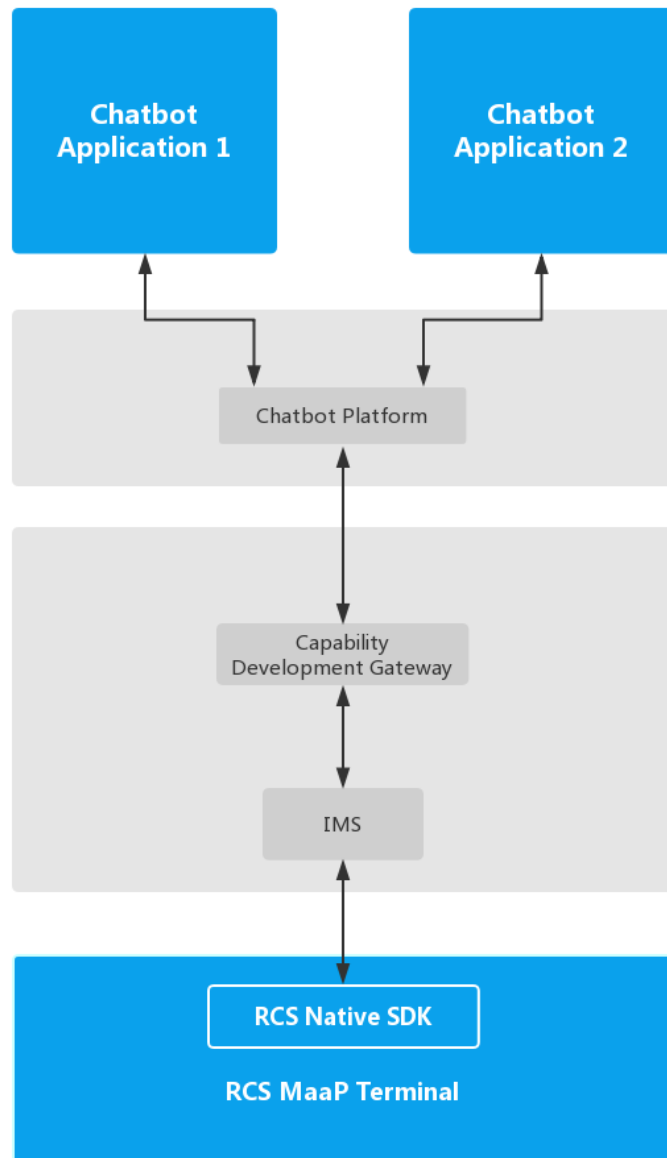 Chatbot
Application 1
Chatbot
Application 2
Chatbot Platform
Capability
Development Gateway
IMS
RCS Native SDK
RCS MaaP Terminal